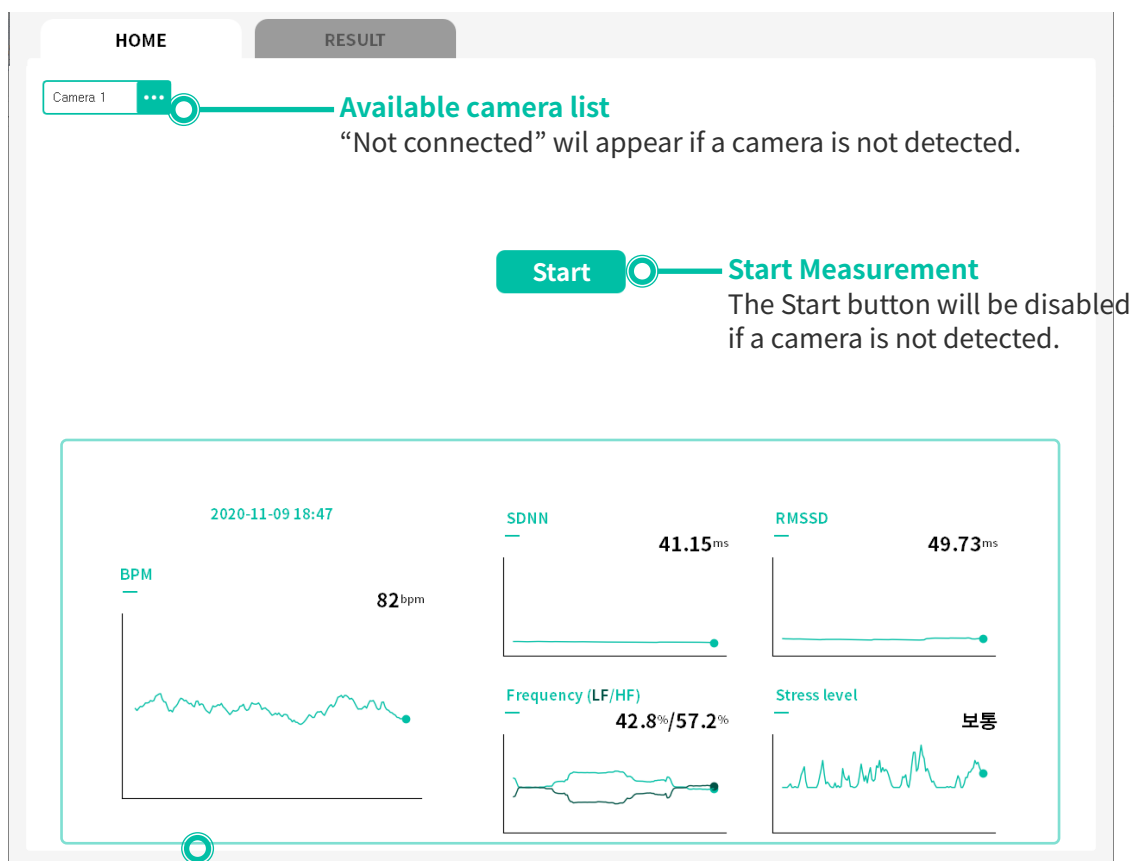 HOME
RESULT
Camera 1
Available camera list
“Not connected” wil appear if a camera is not detected.
Start
Start Measurement
The Start button will be disabled
if a camera is not detected.
2020-11-09 18:47
BPM
82bpm
SDNN
41.15ms
RMSSD
49.73ms
Frequency (LF/HF)
42.8%/57.2%
Stress level
보통